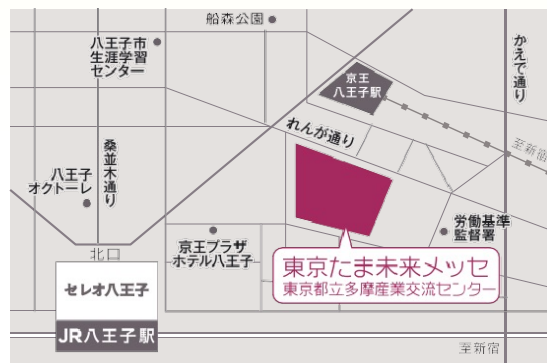 船森公園
八王子市
生涯学習
センター
京王
八王子駅
かえで通り
れんが通り
至新宿
桑並木通り
八王子
オクトーレ
京王プラザ
ホテル八王子
労働基準
監督署
北口
セレオ八王子
JR八王子駅
東京たま未来メッセ
東京都立多摩産業交流センター
至新宿